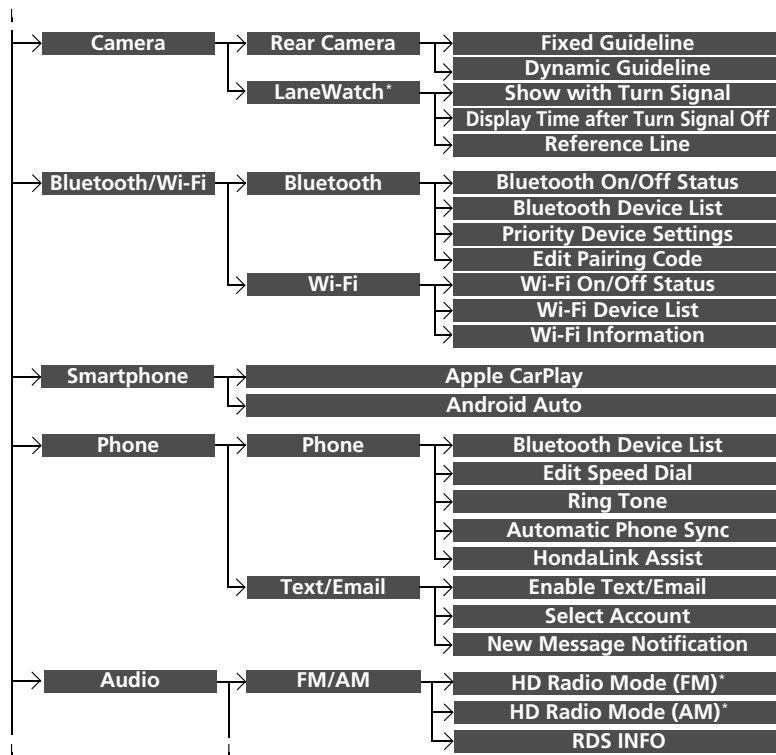 Camera
Rear Camera
Fixed Guideline
Dynamic Guideline
LaneWatch*
Show with Turn Signal
Display Time after Turn Signal Off
Reference Line
Bluetooth/Wi-Fi
Bluetooth
Bluetooth On/Off Status
Bluetooth Device List
Priority Device Settings
Edit Pairing Code
Wi-Fi
Wi-Fi On/Off Status
Wi-Fi Device List
Wi-Fi Information
Smartphone
Apple CarPlay
Android Auto
Phone
Phone
Bluetooth Device List
Edit Speed Dial
Ring Tone
Automatic Phone Sync
HondaLink Assist
Text/Email
Enable Text/Email
Select Account
New Message Notification
Audio
FM/AM
HD Radio Mode (FM)*
HD Radio Mode (AM)*
RDS INFO